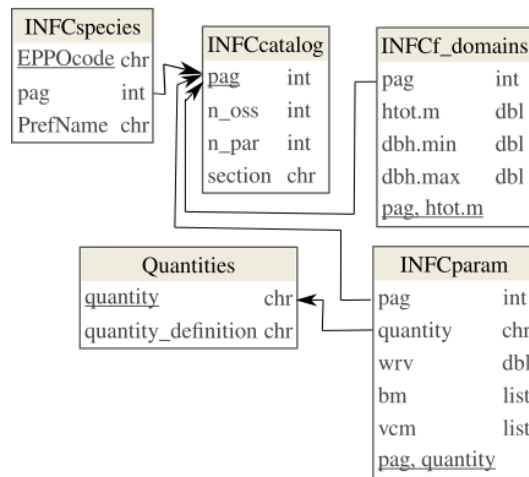 INFCspecies
EPPOcode chr
pag int
PrefName chr
INFCcatalog
pag int
n_oss int
n_par int
section chr
INFCf_domains
pag int
htot.m dbl
dbh.min dbl
dbh.max dbl
pag, htot.m
Quantities
quantity chr
quantity_definition chr
INFCparam
pag int
quantity chr
wrv dbl
bm list
vcm list
pag, quantity